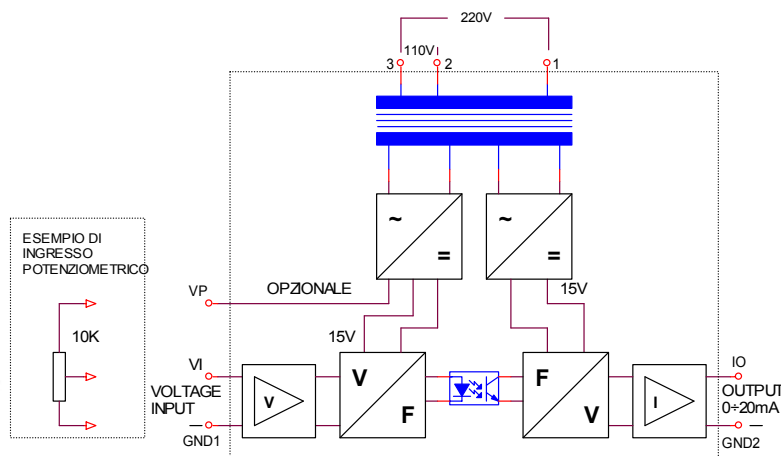 220V
110V
3
2
1
~
=
~
=
ESEMPIO DI
INGRESSO
POTENZIOMETRICO
10K
VP
OPZIONALE
15V
15V
VI
VOLTAGE
INPUT
GND1
V
V
F
F
V
I
IO
OUTPUT
0÷20mA
GND2